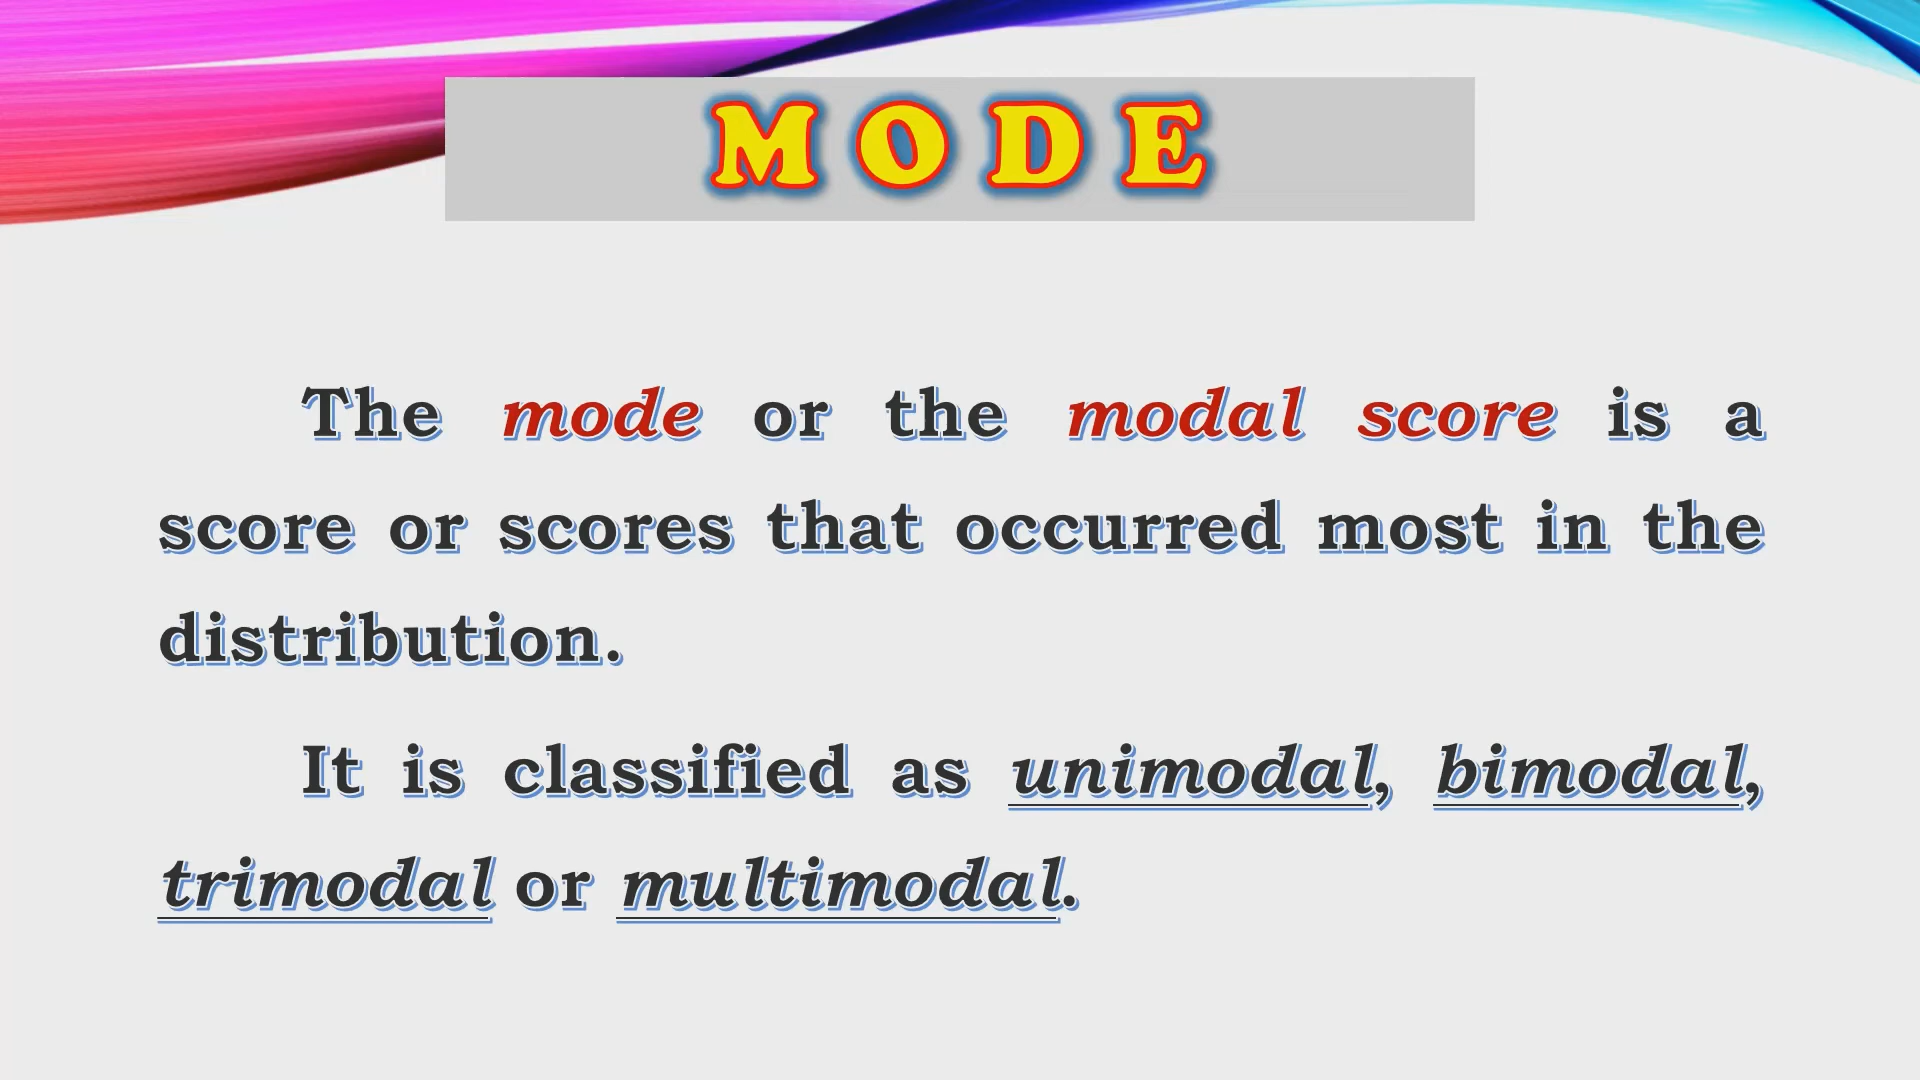 MODE
The mode or the modal score is a
score or scores that occurred most in the
distribution.
It is classified as unimodal, bimodal,
trimodal or multimodal.